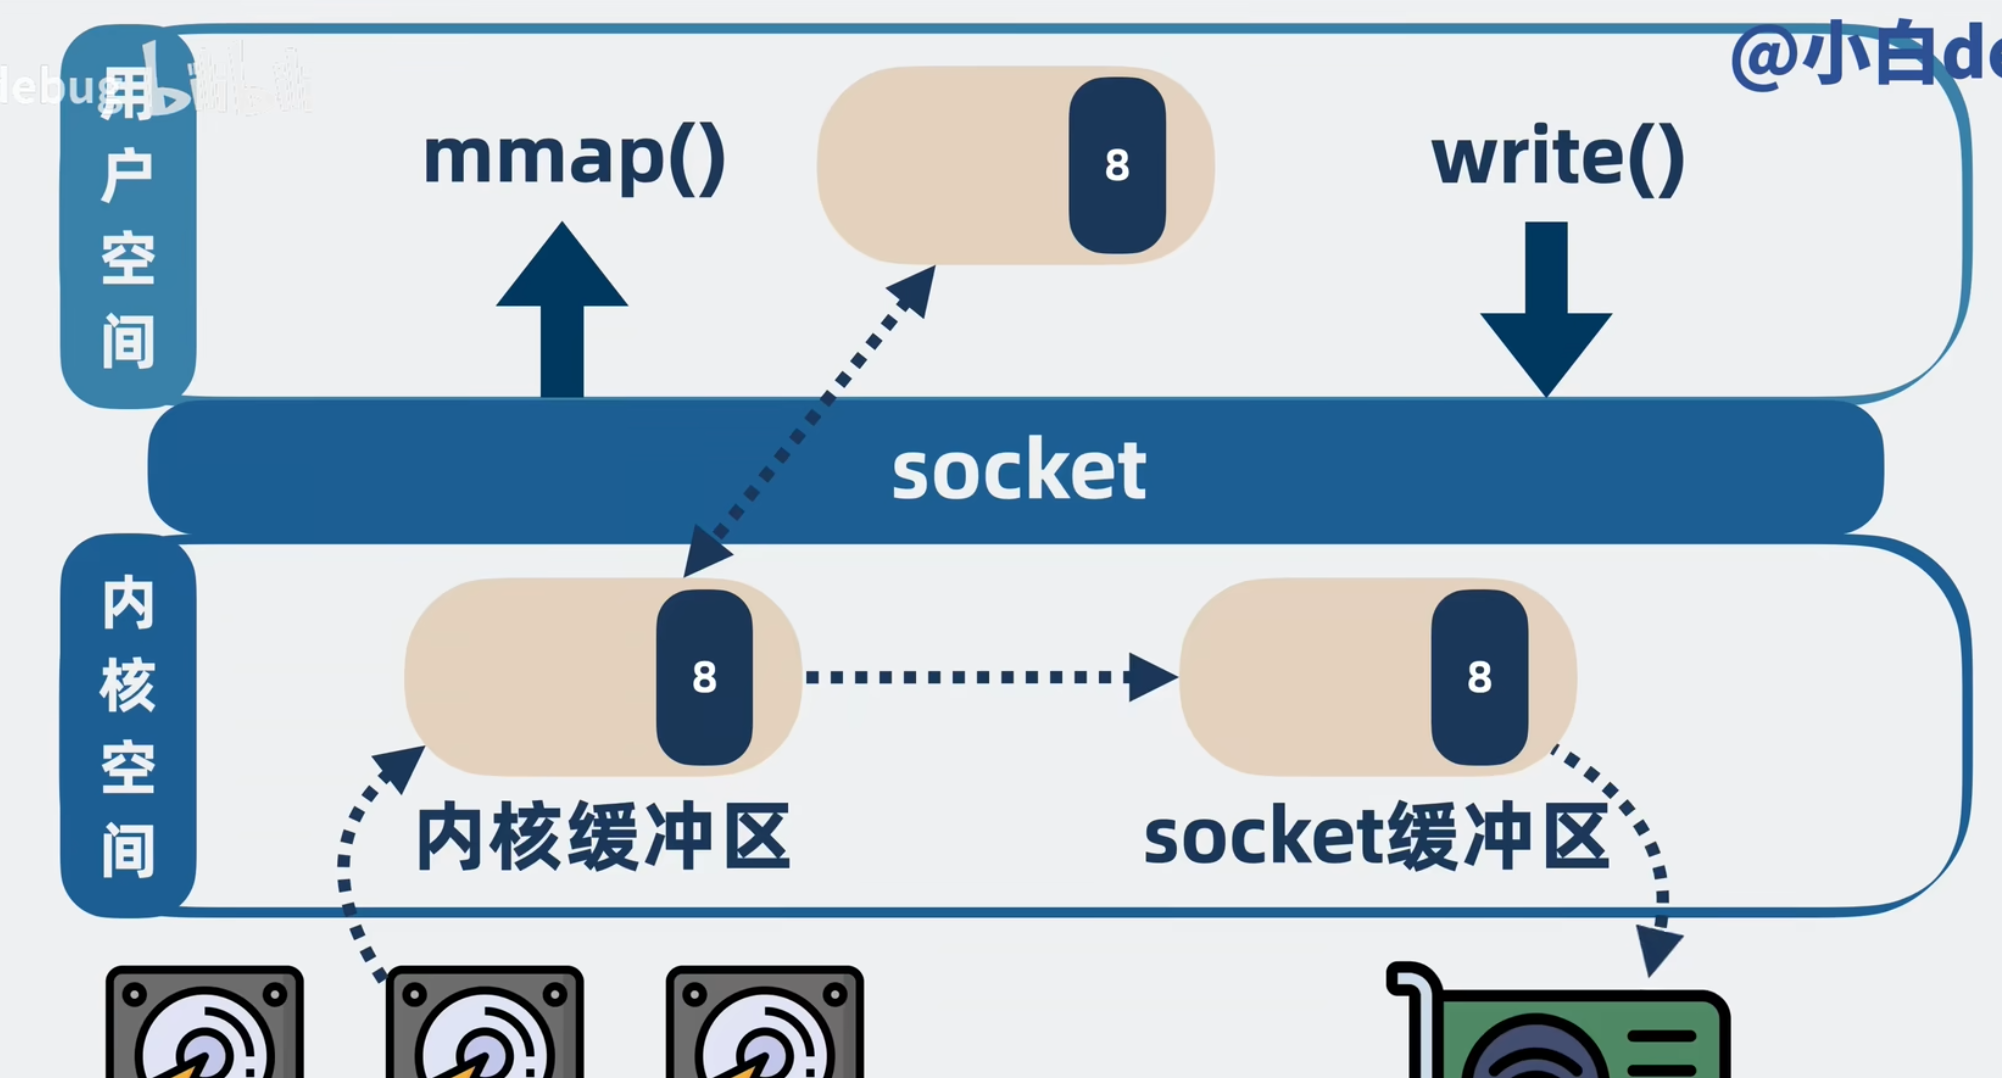 @小白de
debug
用户空间
mmap()
8
write()
socket
内核空间
8
8
内核缓冲区
socket缓冲区